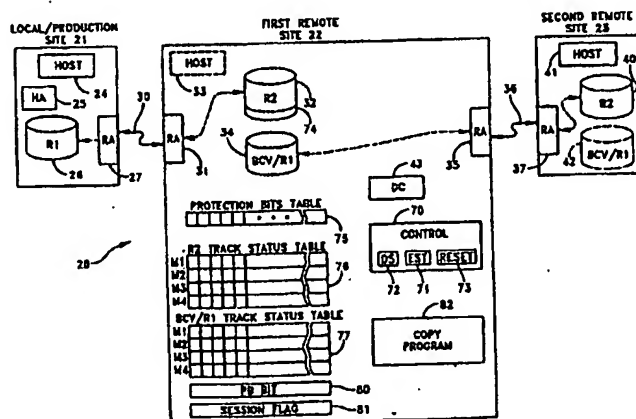 LOCAL/PRODUCTION
SITE 21
HOST
24
HA
25
R1
26
RA
27
30
FIRST REMOTE
SITE 22
HOST
33
RA
31
R2
32
74
34
BCV/R1
RA
35
43
DC
PROTECTION BITS TABLE
75
70
CONTROL
DS
EST
RESET
72
71
73
R2 TRACK STATUS TABLE
M1
M2
M3
M4
76
BCV/R1 TRACK STATUS TABLE
M1
M2
M3
M4
77
82
COPY
PROGRAM
PB BIT
80
SESSION FLAG
81
20
SECOND REMOTE
SITE 23
HOST
41
40
R2
RA
37
36
42
BCV/R1